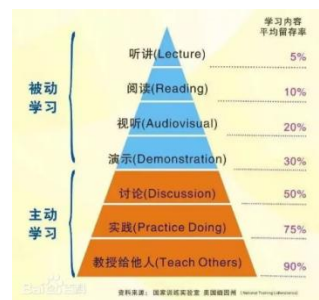 学习内容
平均留存率
听讲(Lecture)
5%
阅读(Reading)
10%
视听(Audiovisual)
20%
演示(Demonstration)
30%
被动
学习
讨论(Discussion)
50%
实践(Practice Doing)
75%
教授给他人(Teach Others)
90%
主动
学习
资料来源: 国家训练实验室 美国缅因州 (National Training Laboratories)